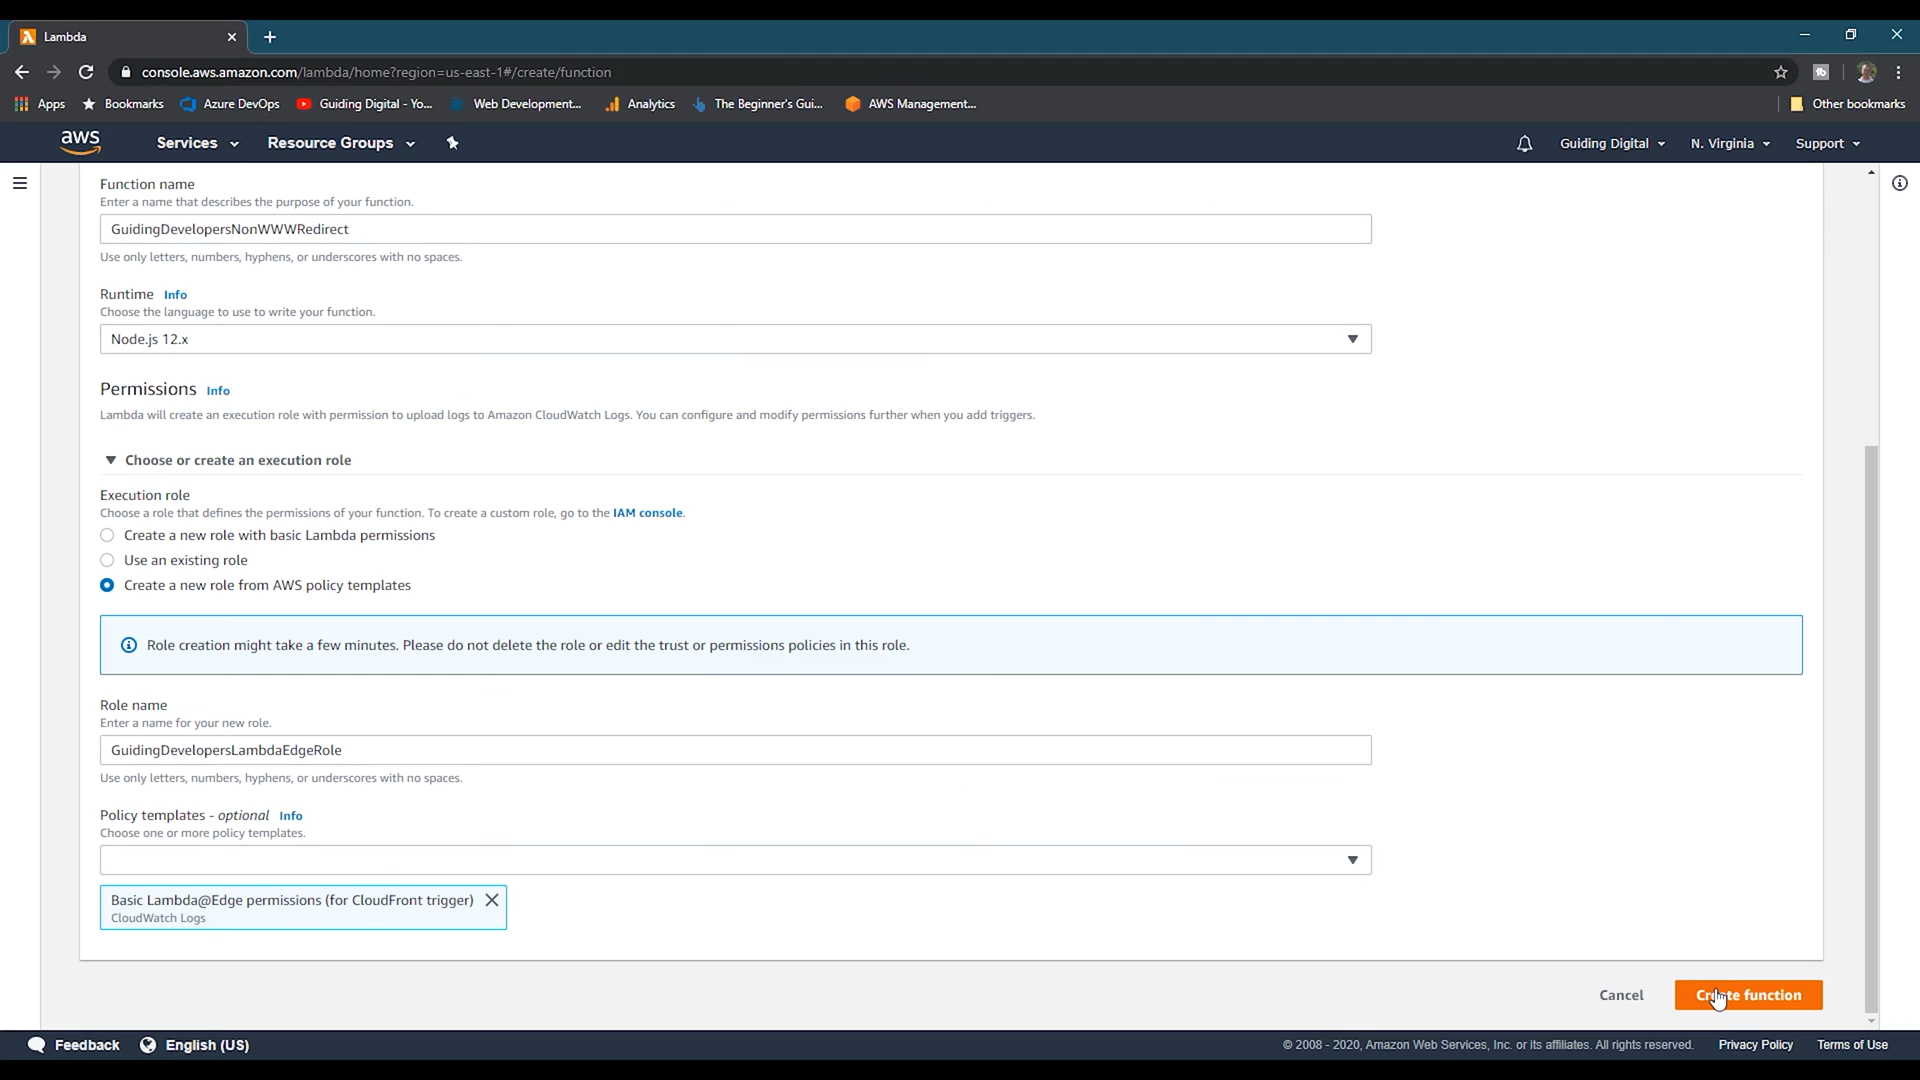 Lambda
console.aws.amazon.com/lambda/home?region=us-east-1#/create/function
Apps Bookmarks Azure DevOps Guiding Digital - Yo... Web Development... Analytics The Beginner's Gui... AWS Management... Other bookmarks
aws Services Resource Groups Guiding Digital N. Virginia Support
Function name
Enter a name that describes the purpose of your function.
GuidingDevelopersNonWWWRedirect
Use only letters, numbers, hyphens, or underscores with no spaces.
Runtime Info
Choose the language to use to write your function.
Node.js 12.x
Permissions Info
Lambda will create an execution role with permission to upload logs to Amazon CloudWatch Logs. You can configure and modify permissions further when you add triggers.
Choose or create an execution role
Execution role
Choose a role that defines the permissions of your function. To create a custom role, go to the IAM console.
Create a new role with basic Lambda permissions
Use an existing role
Create a new role from AWS policy templates
Role creation might take a few minutes. Please do not delete the role or edit the trust or permissions policies in this role.
Role name
Enter a name for your new role.
GuidingDevelopersLambdaEdgeRole
Use only letters, numbers, hyphens, or underscores with no spaces.
Policy templates - optional Info
Choose one or more policy templates.
Basic Lambda@Edge permissions (for CloudFront trigger)
CloudWatch Logs
Cancel Create function
Feedback English (US) © 2008 - 2020, Amazon Web Services, Inc. or its affiliates. All rights reserved. Privacy Policy Terms of Use